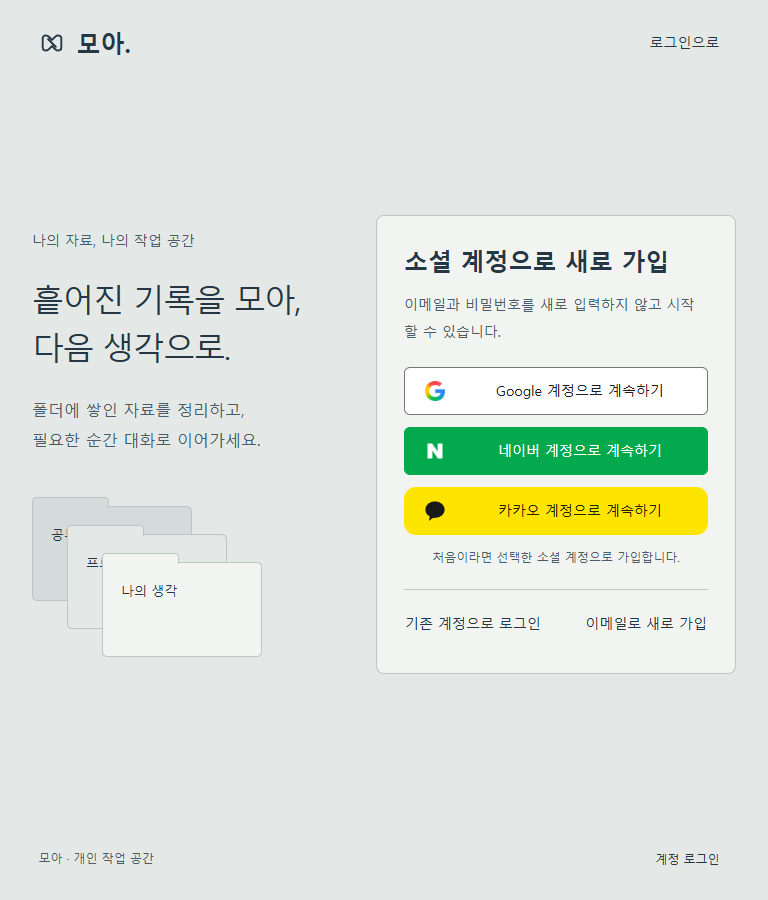 모아.
로그인으로
나의 자료, 나의 작업 공간
흩어진 기록을 모아,
다음 생각으로.
폴더에 쌓인 자료를 정리하고,
필요한 순간 대화로 이어가세요.
나의 생각
소셜 계정으로 새로 가입
이메일과 비밀번호를 새로 입력하지 않고 시작
할 수 있습니다.
Google 계정으로 계속하기
네이버 계정으로 계속하기
카카오 계정으로 계속하기
처음이라면 선택한 소셜 계정으로 가입합니다.
기존 계정으로 로그인
이메일로 새로 가입
모아 · 개인 작업 공간
계정 로그인